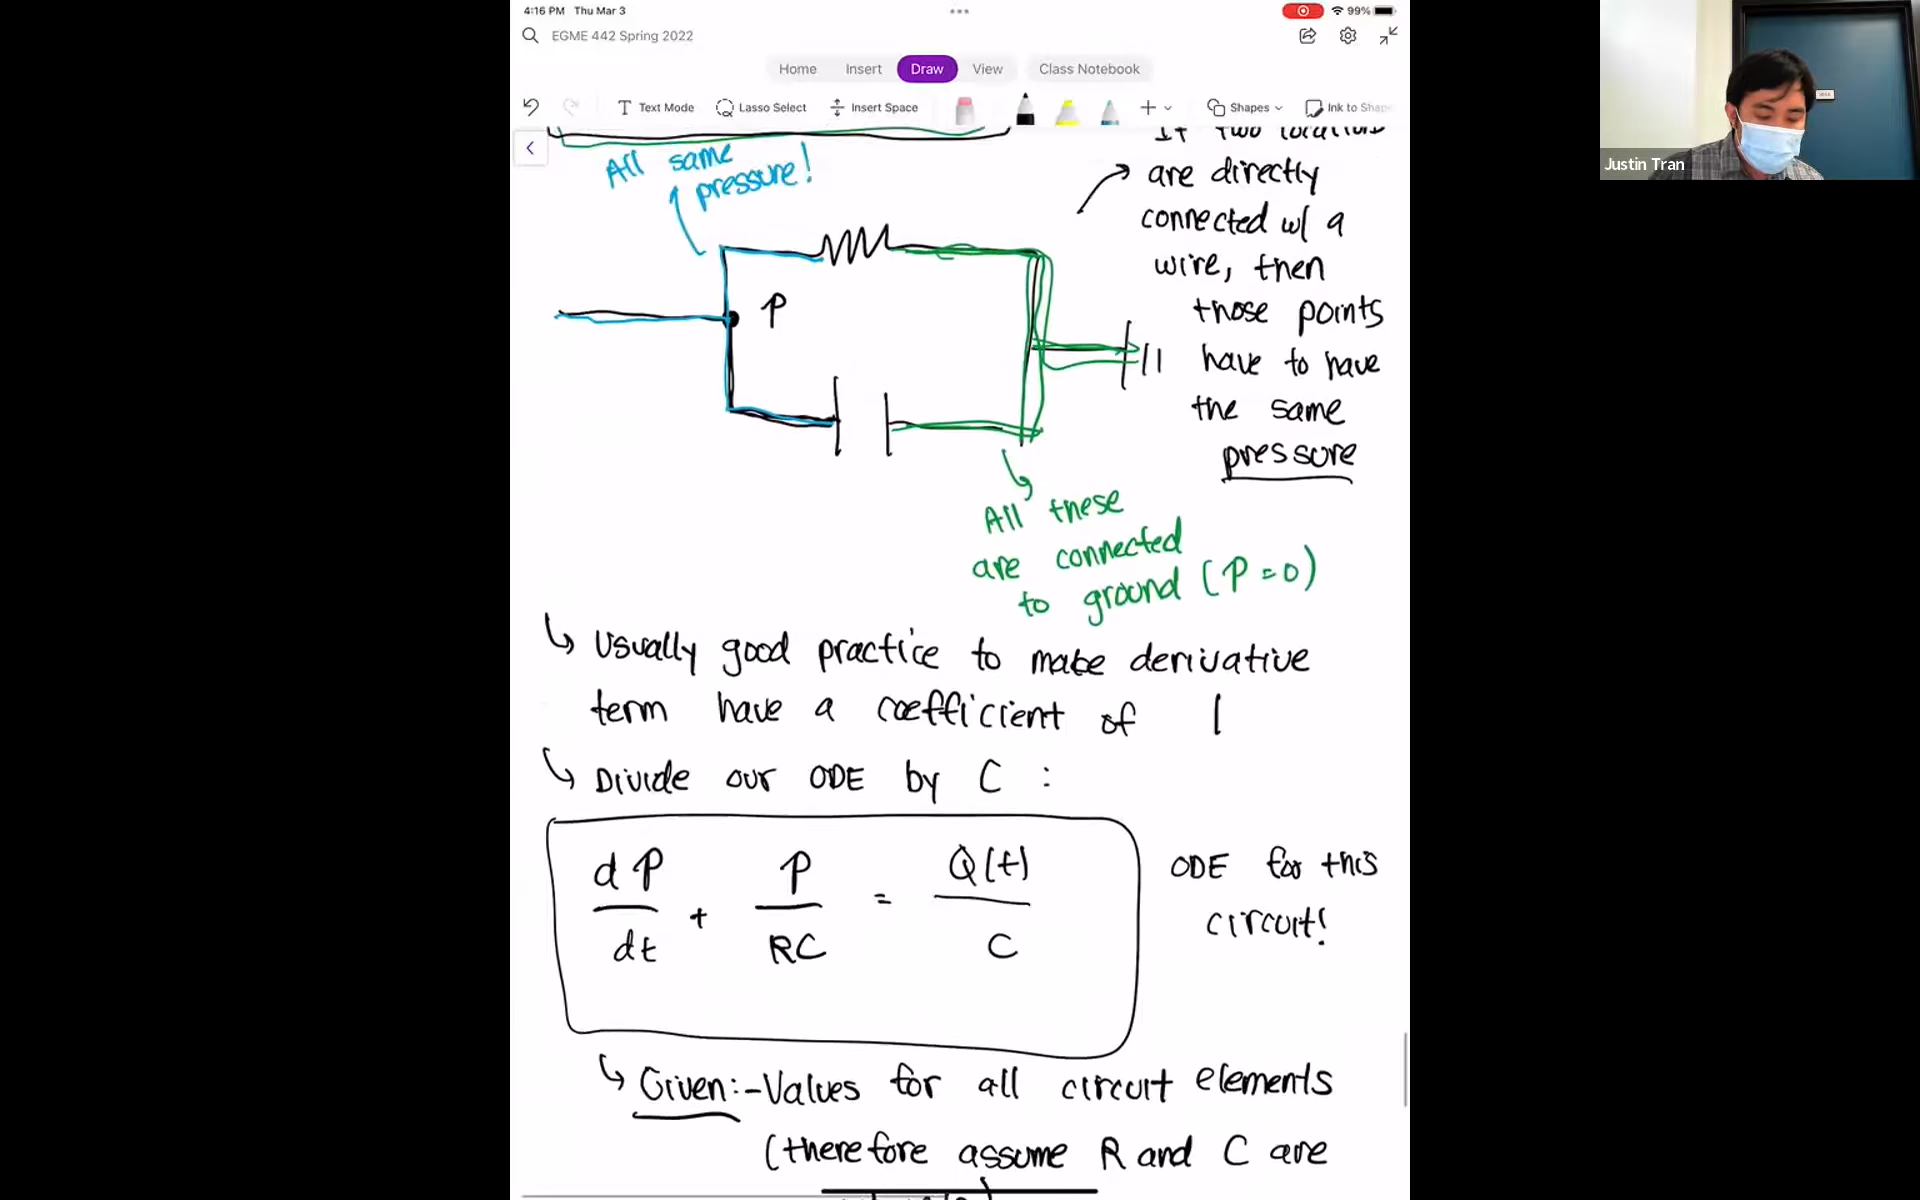 4:16 PM Thu Mar 3
99%
EGME 442 Spring 2022
Home Insert Draw View Class Notebook
Text Mode Lasso Select Insert Space Shapes Ink to Shape
If two locations
are directly
connected w/ a
wire, then
those points
have to have
the same
pressure
All same
pressure!
P
All these
are connected
to ground (P=0)
Usually good practice to make derivative
term have a coefficient of 1
Divide our ODE by C :
dP/dt + P/RC = Q(t)/C
ODE for this
circuit!
Given:-Values for all circuit elements
(therefore assume R and C are
Justin Tran